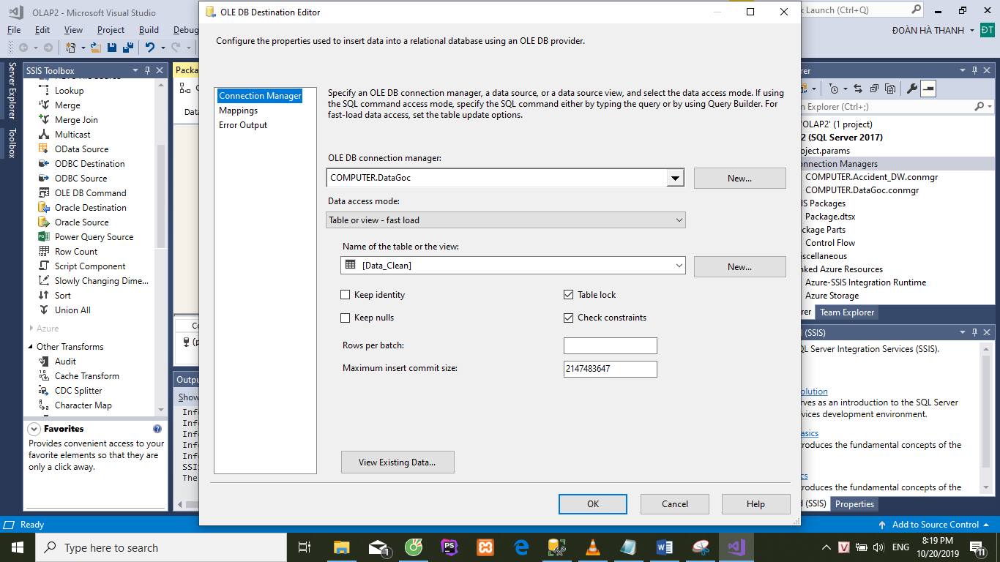 OLAP2 - Microsoft Visual Studio
Launch (Ctrl+Q)
File Edit View Project Build Debug
ĐOÀN HÀ THANH ĐT
Server Explorer
Toolbox
SSIS Toolbox
Lookup
Merge
Merge Join
Multicast
OData Source
ODBC Destination
ODBC Source
OLE DB Command
Oracle Destination
Oracle Source
Power Query Source
Row Count
Script Component
Slowly Changing Dime...
Sort
Union All
Azure
Other Transforms
Audit
Cache Transform
CDC Splitter
Character Map
Favorites
Provides convenient access to your
favorite elements so that they are
only a click away.
Packa
Data
Co
(p
Outpu
Show
Info
Info
Info
Info
Info
SSIS
The
OLE DB Destination Editor
Configure the properties used to insert data into a relational database using an OLE DB provider.
Connection Manager
Mappings
Error Output
Specify an OLE DB connection manager, a data source, or a data source view, and select the data access mode. If using
the SQL command access mode, specify the SQL command either by typing the query or by using Query Builder. For
fast-load data access, set the table update options.
OLE DB connection manager:
COMPUTER.DataGoc
New...
Data access mode:
Table or view - fast load
Name of the table or the view:
[Data_Clean]
New...
Keep identity
Table lock
Keep nulls
Check constraints
Rows per batch:
Maximum insert commit size:
2147483647
View Existing Data...
OK
Cancel
Help
rer
n Explorer (Ctrl+;)
'OLAP2' (1 project)
2 (SQL Server 2017)
oject.params
nnection Managers
COMPUTER.Accident_DW.conmgr
COMPUTER.DataGoc.conmgr
IS Packages
Package.dtsx
ckage Parts
Control Flow
iscellaneous
nked Azure Resources
Azure-SSIS Integration Runtime
Azure Storage
rer Team Explorer
(SSIS)
QL Server Integration Services (SSIS).
olution
rves as an introduction to the SQL Server
vices development environment.
asics
roduces the fundamental concepts of the
cs
roduces the fundamental concepts of the
(SSIS) Properties
Ready
Add to Source Control
Type here to search
1
PS
V
ENG
8:19 PM
10/20/2019
11